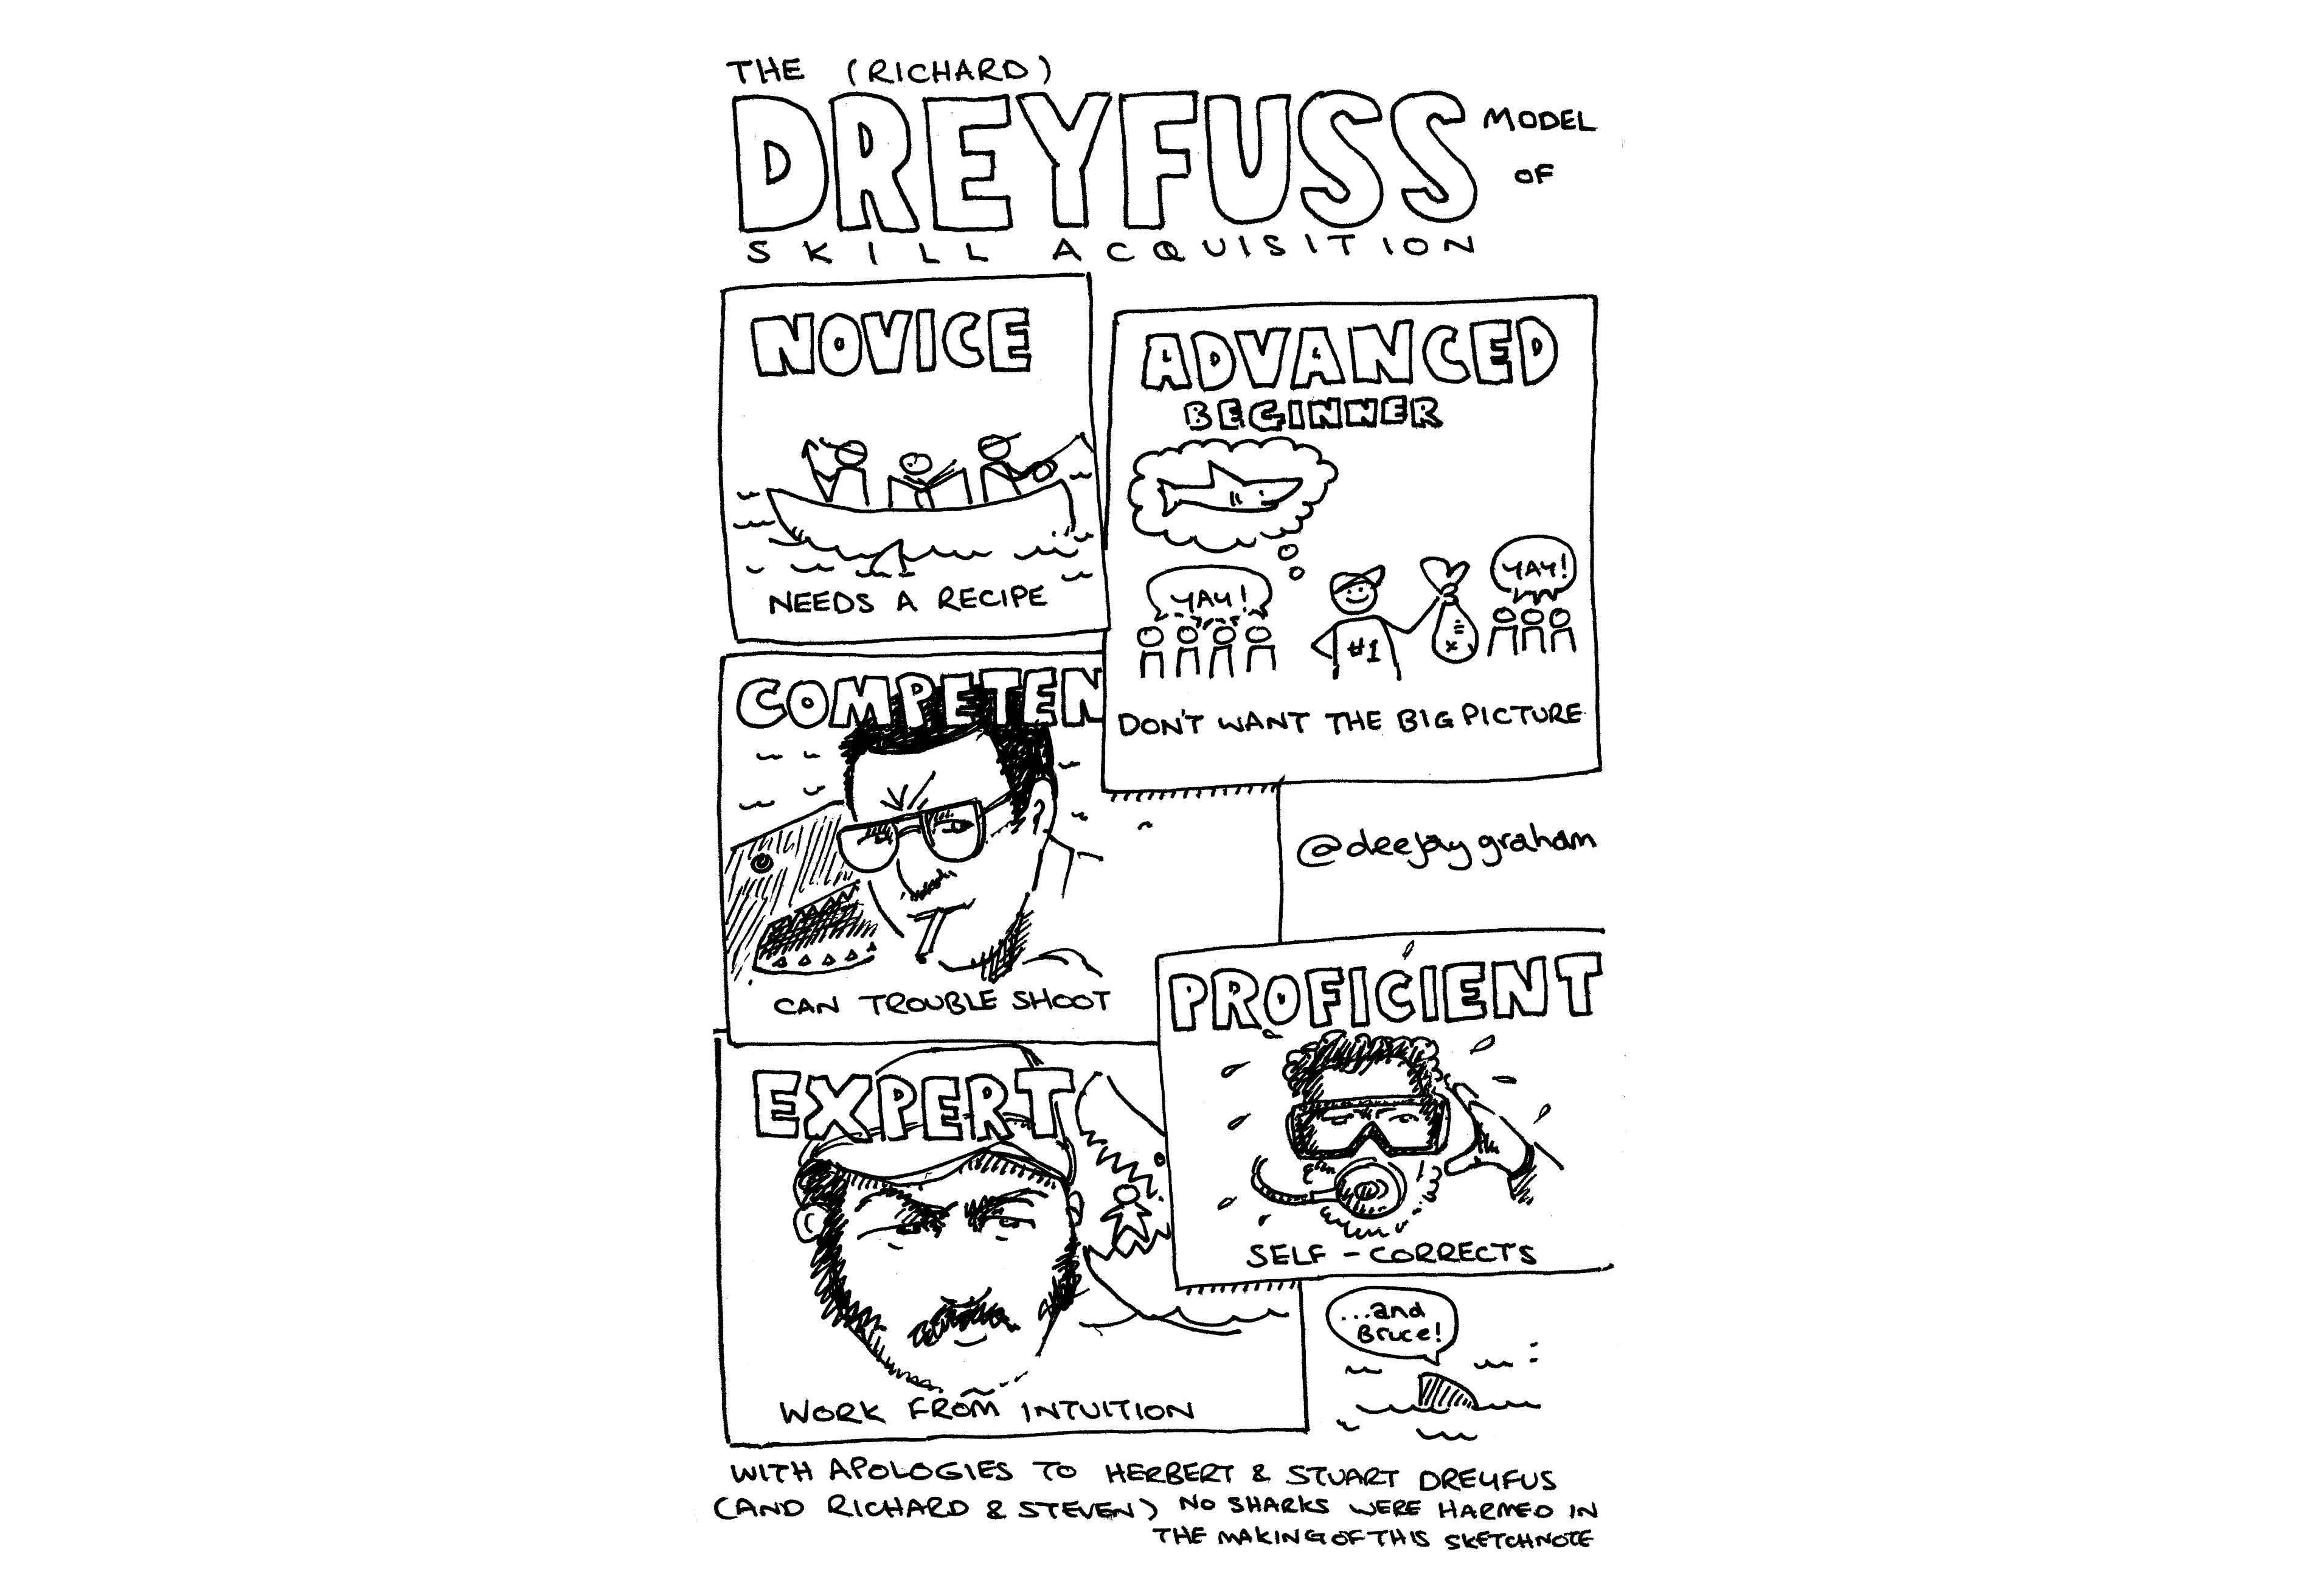 THE (RICHARD)
DREYFUSS MODEL
OF
SKILL ACQUISITION
NOVICE
NEEDS A RECIPE
ADVANCED
BEGINNER
YAY!
YAY!
#1
DON'T WANT THE BIG PICTURE
COMPETEN
CAN TROUBLE SHOOT
@deejaygraham
PROFICIENT
SELF-CORRECTS
EXPERT
WORK FROM INTUITION
...and
Bruce!
WITH APOLOGIES TO HERBERT & STUART DREYFUS
(AND RICHARD & STEVEN) NO SHARKS WERE HARMED IN
THE MAKING OF THIS SKETCHNOTE